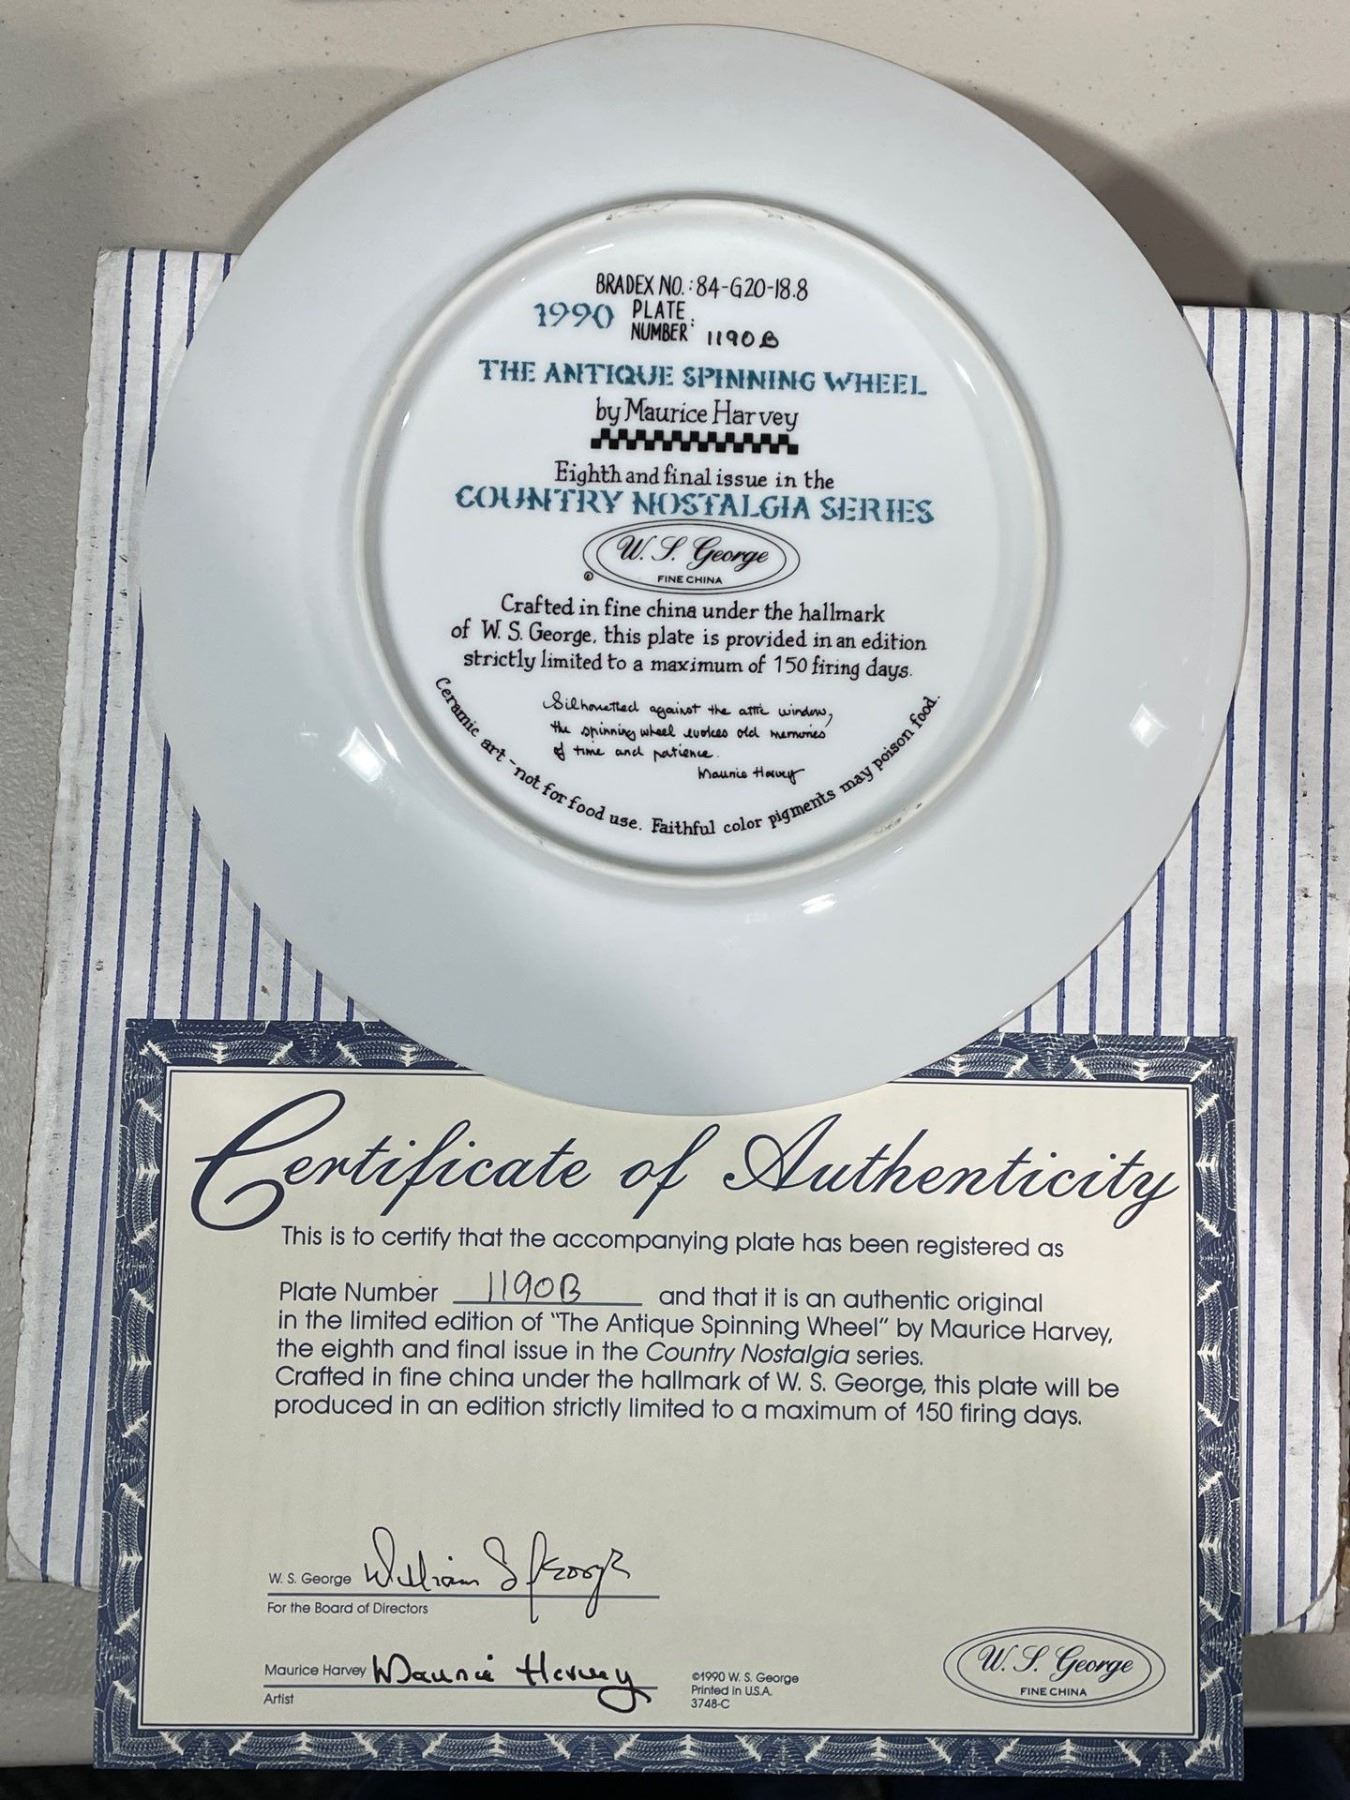 BRADEX NO.: 84-G20-18.8
1990 PLATE NUMBER: 1190B
THE ANTIQUE SPINNING WHEEL
by Maurice Harvey
Eighth and final issue in the
COUNTRY NOSTALGIA SERIES
W. S. George
FINE CHINA
Crafted in fine china under the hallmark
of W. S. George, this plate is provided in an edition
strictly limited to a maximum of 150 firing days.
Silhouetted against the attic window,
the spinning wheel evokes old memories
of time and patience.
Maurice Harvey
Ceramic art - not for food use. Faithful color pigments may poison food.
Certificate of Authenticity
This is to certify that the accompanying plate has been registered as
Plate Number 1190B and that it is an authentic original
in the limited edition of "The Antique Spinning Wheel" by Maurice Harvey,
the eighth and final issue in the Country Nostalgia series.
Crafted in fine china under the hallmark of W. S. George, this plate will be
produced in an edition strictly limited to a maximum of 150 firing days.
W. S. George William S George
For the Board of Directors
Maurice Harvey Maurice Harvey
Artist
©1990 W. S. George
Printed in U.S.A.
3748-C
W. S. George
FINE CHINA